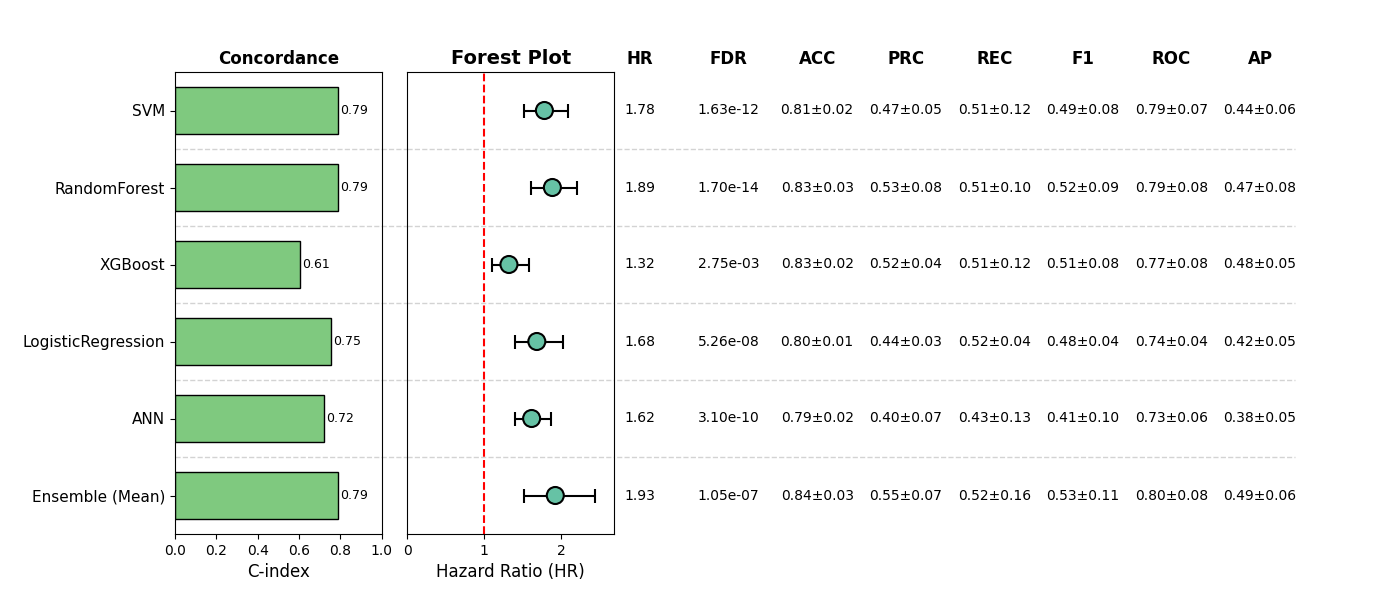 Concordance Forest Plot HR FDR ACC PRC REC F1 ROC AP
SVM 0.79 1.78 1.63e-12 0.81±0.02 0.47±0.05 0.51±0.12 0.49±0.08 0.79±0.07 0.44±0.06
RandomForest 0.79 1.89 1.70e-14 0.83±0.03 0.53±0.08 0.51±0.10 0.52±0.09 0.79±0.08 0.47±0.08
XGBoost 0.61 1.32 2.75e-03 0.83±0.02 0.52±0.04 0.51±0.12 0.51±0.08 0.77±0.08 0.48±0.05
LogisticRegression 0.75 1.68 5.26e-08 0.80±0.01 0.44±0.03 0.52±0.04 0.48±0.04 0.74±0.04 0.42±0.05
ANN 0.72 1.62 3.10e-10 0.79±0.02 0.40±0.07 0.43±0.13 0.41±0.10 0.73±0.06 0.38±0.05
Ensemble (Mean) 0.79 1.93 1.05e-07 0.84±0.03 0.55±0.07 0.52±0.16 0.53±0.11 0.80±0.08 0.49±0.06
0.0 0.2 0.4 0.6 0.8 1.0 0 1 2
C-index Hazard Ratio (HR)